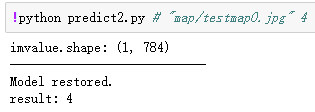 !python predict2.py # "map/testmap0.jpg" 4
imvalue.shape: (1, 784)
Model restored.
result: 4